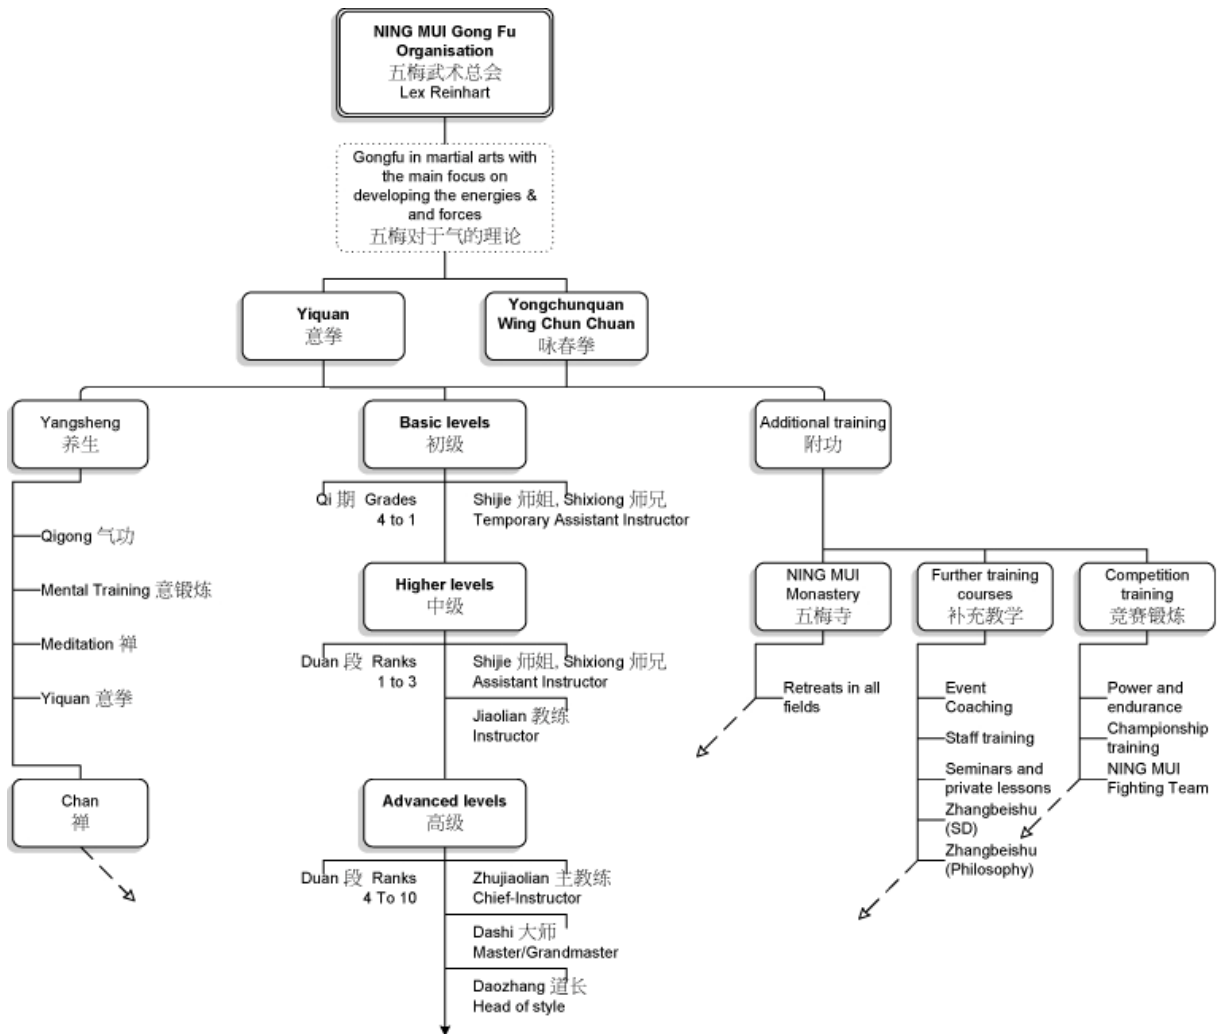 NING MUI Gong Fu
Organisation
五梅武术总会
Lex Reinhart
Gongfu in martial arts with
the main focus on
developing the energies &
and forces
五梅对于气的理论
Yiquan
意拳
Yongchunquan
Wing Chun Chuan
咏春拳
Yangsheng
养生
Basic levels
初级
Additional training
附功
Qigong 气功
Mental Training 意锻炼
Meditation 禅
Yiquan 意拳
Chan
禅
Qi 期 Grades
4 to 1
Shijie 师姐, Shixiong 师兄
Temporary Assistant Instructor
Higher levels
中级
Duan 段 Ranks
1 to 3
Shijie 师姐, Shixiong 师兄
Assistant Instructor
Jiaolian 教练
Instructor
Advanced levels
高级
Duan 段 Ranks
4 To 10
Zhujiaolian 主教练
Chief-Instructor
Dashi 大师
Master/Grandmaster
Daozhang 道长
Head of style
NING MUI
Monastery
五梅寺
Retreats in all
fields
Further training
courses
补充教学
Event
Coaching
Staff training
Seminars and
private lessons
Zhangbeishu
(SD)
Zhangbeishu
(Philosophy)
Competition
training
竞赛锻炼
Power and
endurance
Championship
training
NING MUI
Fighting Team